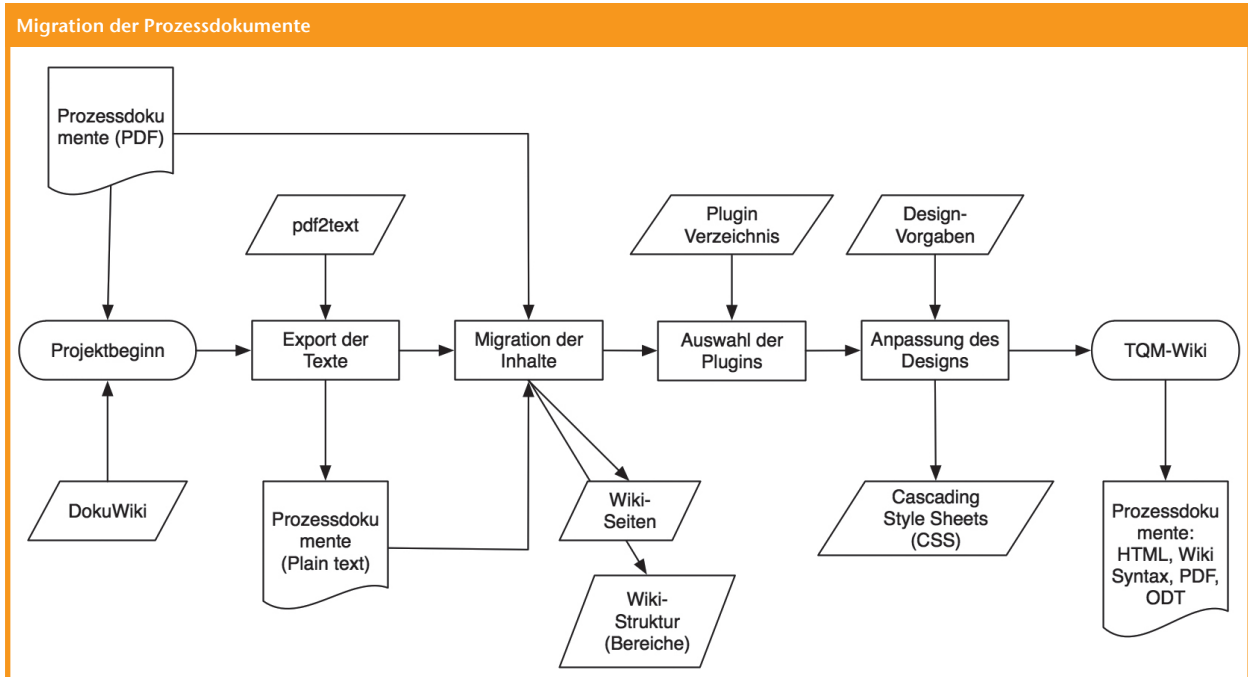 Migration der Prozessdokumente
Prozessdoku
mente (PDF)
pdf2text
Plugin
Verzeichnis
Design-
Vorgaben
Projektbeginn
Export der
Texte
Migration der
Inhalte
Auswahl der
Plugins
Anpassung des
Designs
TQM-Wiki
DokuWiki
Prozessdoku
mente
(Plain text)
Wiki-
Seiten
Wiki-
Struktur
(Bereiche)
Cascading
Style Sheets
(CSS)
Prozessdoku
mente:
HTML, Wiki
Syntax, PDF,
ODT